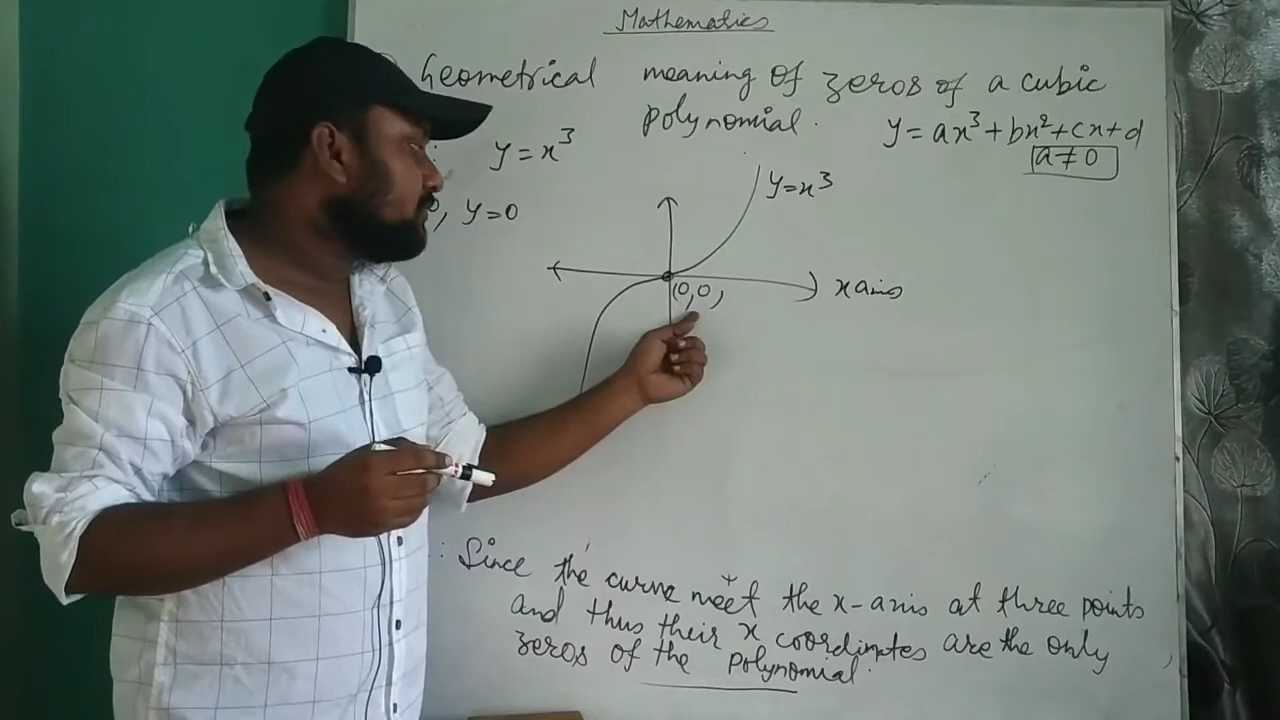 Mathematics
Geometrical meaning of zeros of a cubic
polynomial.
y=ax³+bx²+cx+d
a≠0
: y=x³
, y=0
y=x³
(0,0,
x axis
: Since the curve meet the x-axis at three points
and thus their x coordinates are the only
zeros of the polynomial.